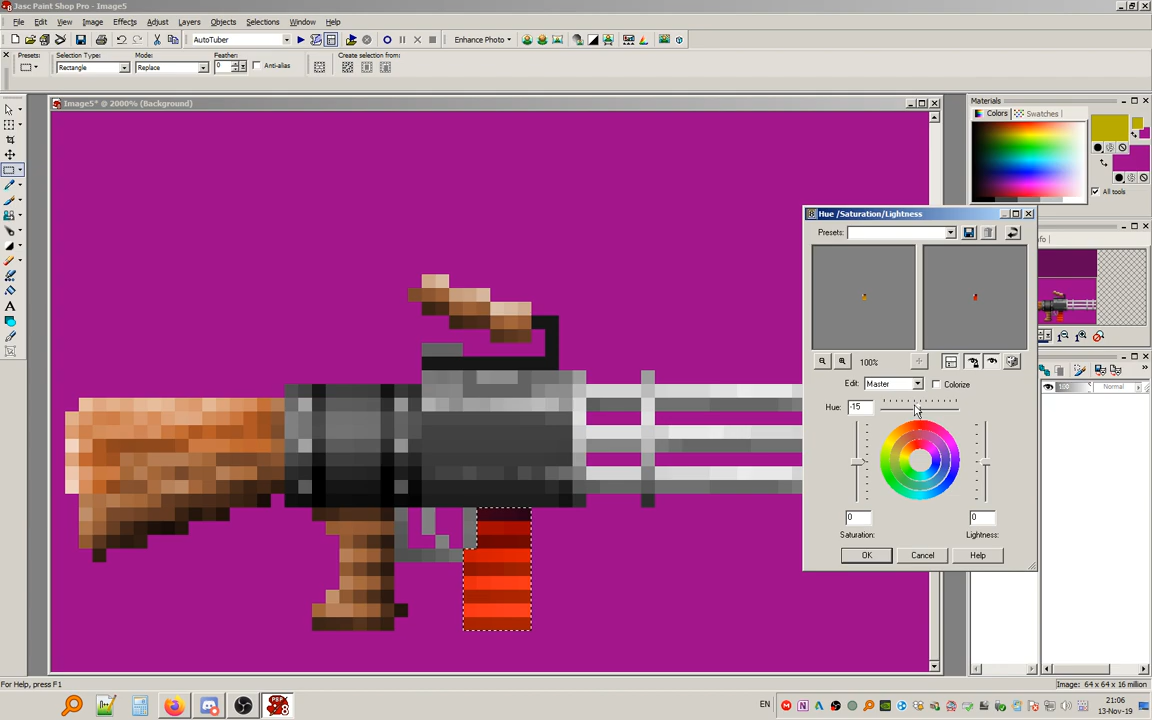 Jasc Paint Shop Pro - Image5
File Edit View Image Effects Adjust Layers Objects Selections Window Help
AutoTuber
Enhance Photo
Presets: Selection Type: Mode: Feather: Create selection from:
Rectangle Replace 0 Anti-alias
Image5* @ 2000% (Background)
Materials
Colors Swatches
All tools
Hue /Saturation/Lightness
Presets:
100%
Edit: Master Colorize
Hue: -15
0 0
Saturation: Lightness:
OK Cancel Help
100 Normal
For Help, press F1
Image: 64 x 64 x 16 million
EN
21:06
13-Nov-19